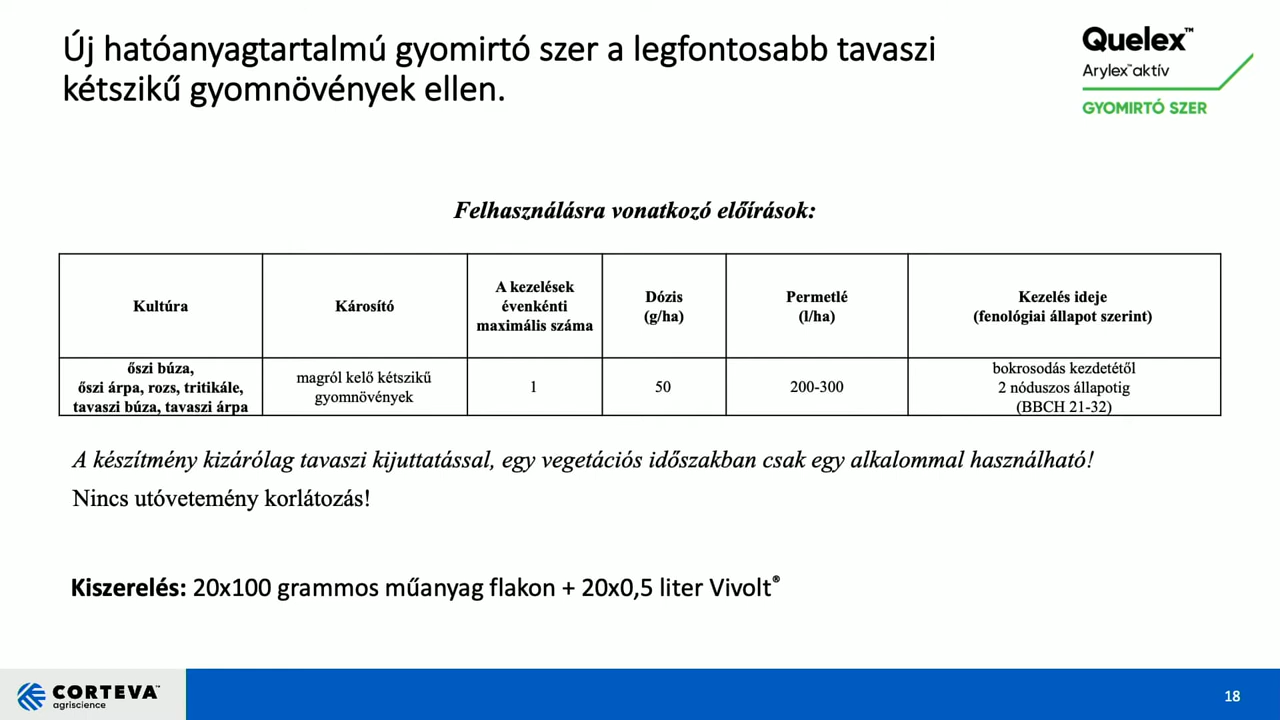 Új hatóanyagtartalmú gyomirtó szer a legfontosabb tavaszi
kétszikű gyomnövények ellen.
Quelex™
Arylex™aktív
GYOMIRTÓ SZER
Felhasználásra vonatkozó előírások:
Kultúra
Károsító
A kezelések
évenkénti
maximális száma
Dózis
(g/ha)
Permetlé
(l/ha)
Kezelés ideje
(fenológiai állapot szerint)
őszi búza,
őszi árpa, rozs, tritikále,
tavaszi búza, tavaszi árpa
magról kelő kétszikű
gyomnövények
1
50
200-300
bokrosodás kezdetétől
2 nóduszos állapotig
(BBCH 21-32)
A készítmény kizárólag tavaszi kijuttatással, egy vegetációs időszakban csak egy alkalommal használható!
Nincs utóvetemény korlátozás!
Kiszerelés: 20x100 grammos műanyag flakon + 20x0,5 liter Vivolt®
CORTEVA™
agriscience
18